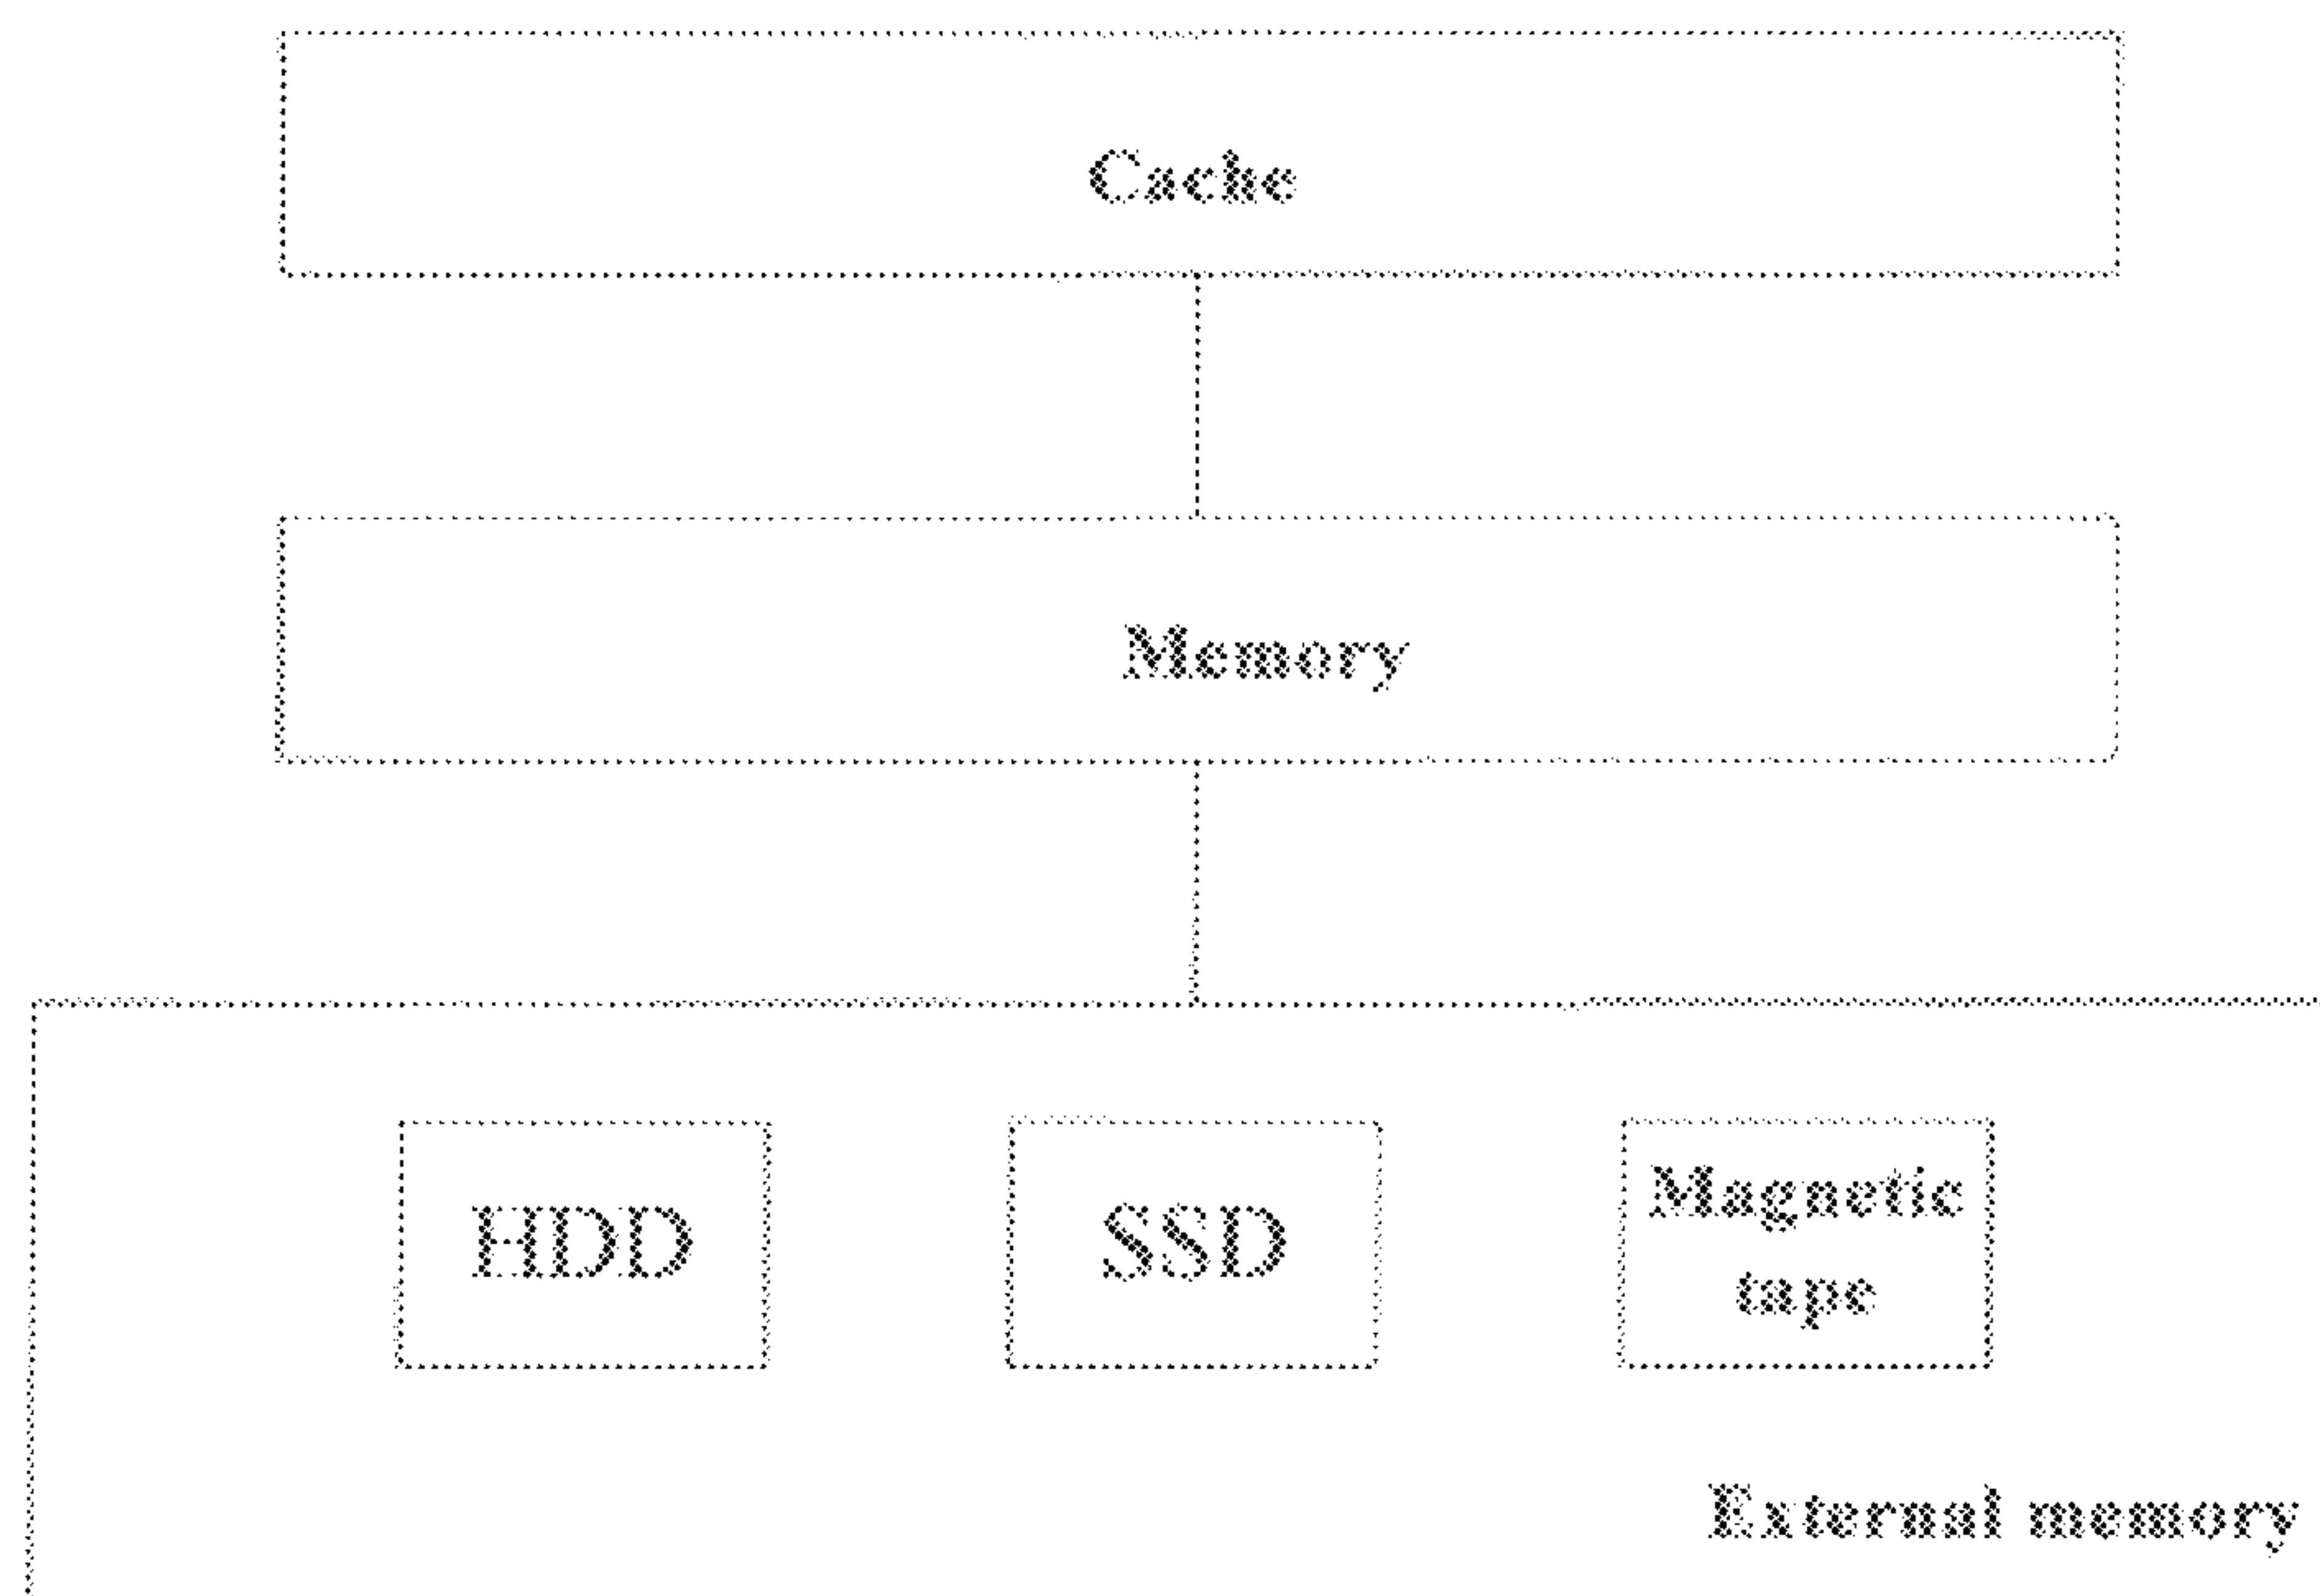 Cache
Memory
HDD
SSD
Magnetic
tape
External memory